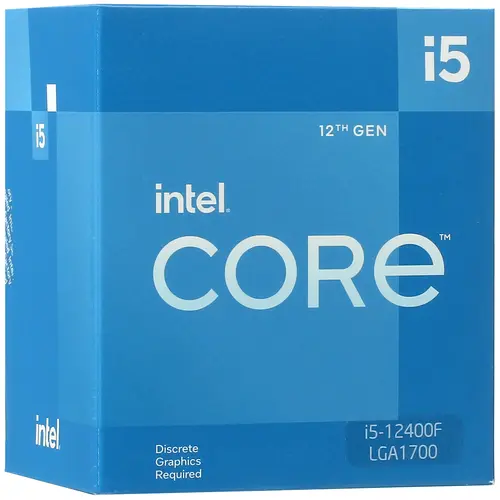 i5
12TH GEN
i5
intel.
CORe™
i5-12400F
LGA1700
Discrete
Graphics
Required
intel.